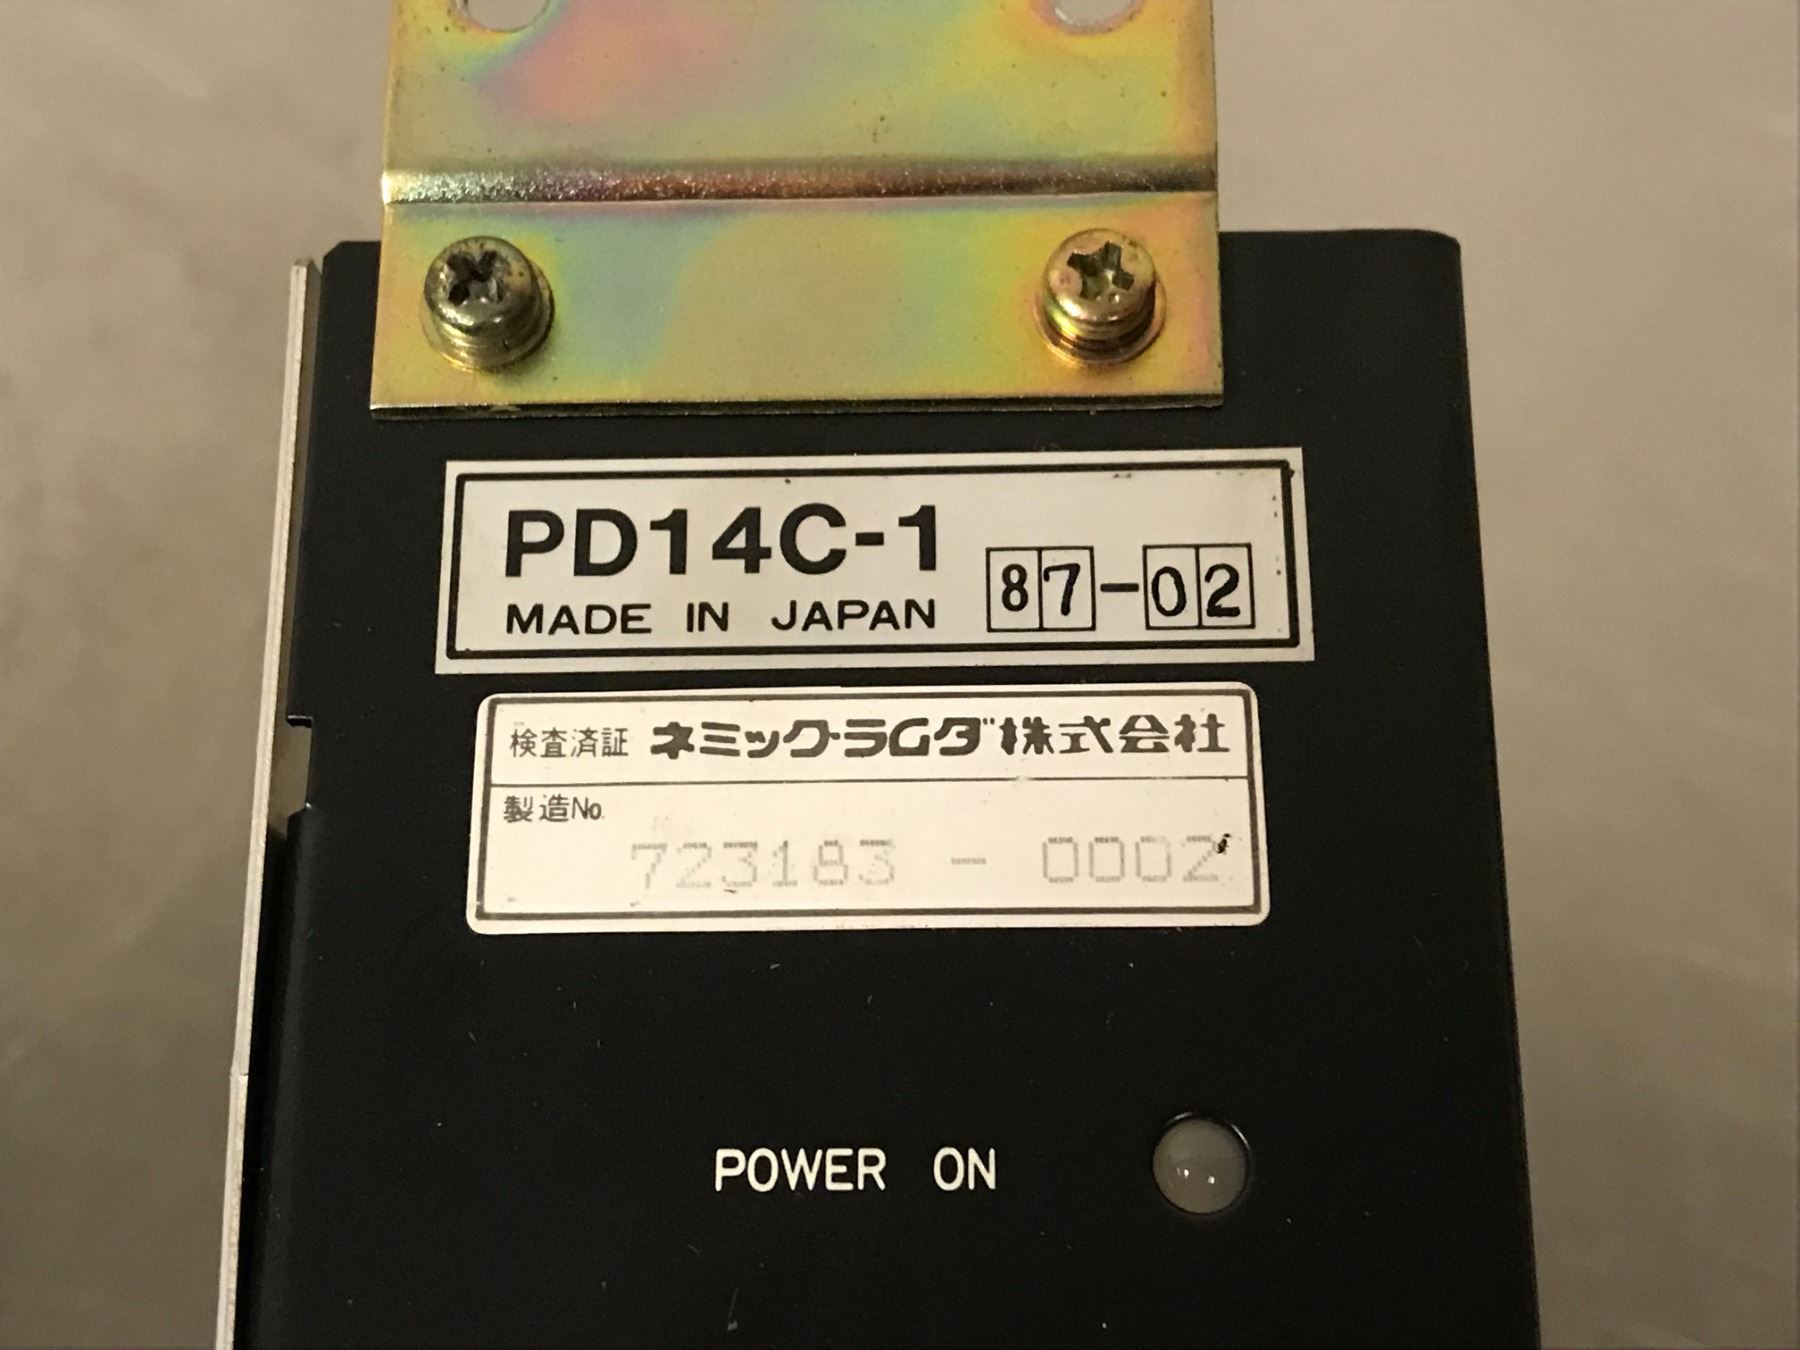 PD14C-1
MADE IN JAPAN 87-02
検査済証 ネミック·ラムダ株式会社
製造No.
723183 - 0002
POWER ON